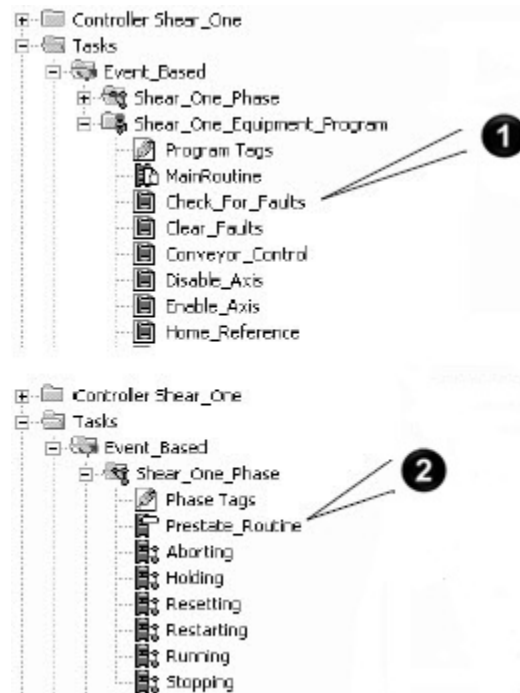 Controller Shear_One
Tasks
Event_Based
Shear_One_Phase
Shear_One_Equipment_Program
1
Program Tags
MainRoutine
Check_For_Faults
Clear_Faults
Conveyor_Control
Disable_Axis
Enable_Axis
Home_Reference
Controller Shear_One
Tasks
Event_Based
Shear_One_Phase
2
Phase Tags
Prestate_Routine
Aborting
Holding
Resetting
Restarting
Running
Stopping